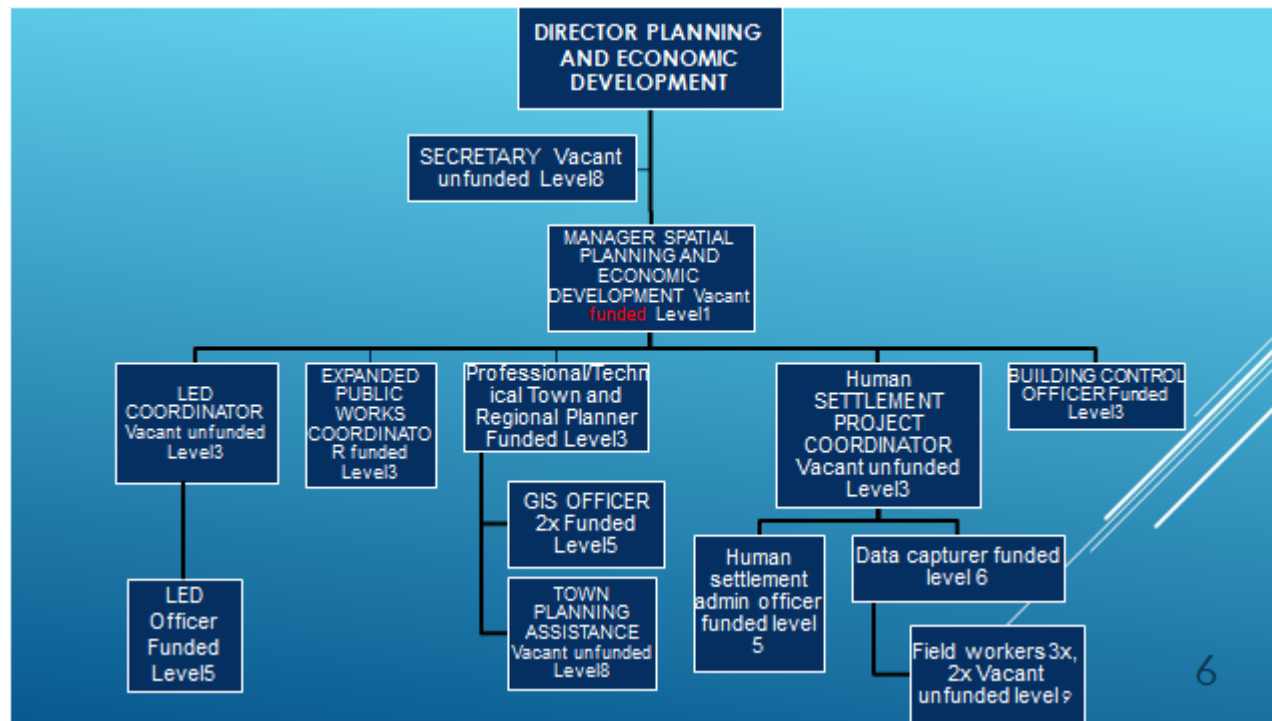 DIRECTOR PLANNING
AND ECONOMIC
DEVELOPMENT
SECRETARY Vacant
unfunded Level8
MANAGER SPATIAL
PLANNING AND
ECONOMIC
DEVELOPMENT Vacant
funded Level1
LED
COORDINATOR
Vacant unfunded
Level3
EXPANDED
PUBLIC
WORKS
COORDINATO
R funded
Level3
Professional/Techn
ical Town and
Regional Planner
Funded Level3
Human
SETTLEMENT
PROJECT
COORDINATOR
Vacant unfunded
Level3
BUILDING CONTROL
OFFICER Funded
Level3
LED
Officer
Funded
Level5
GIS OFFICER
2x Funded
Level5
TOWN
PLANNING
ASSISTANCE
Vacant unfunded
Level8
Human
settlement
admin officer
funded level
5
Data capturer funded
level 6
Field workers 3x,
2x Vacant
unfunded level 9
6